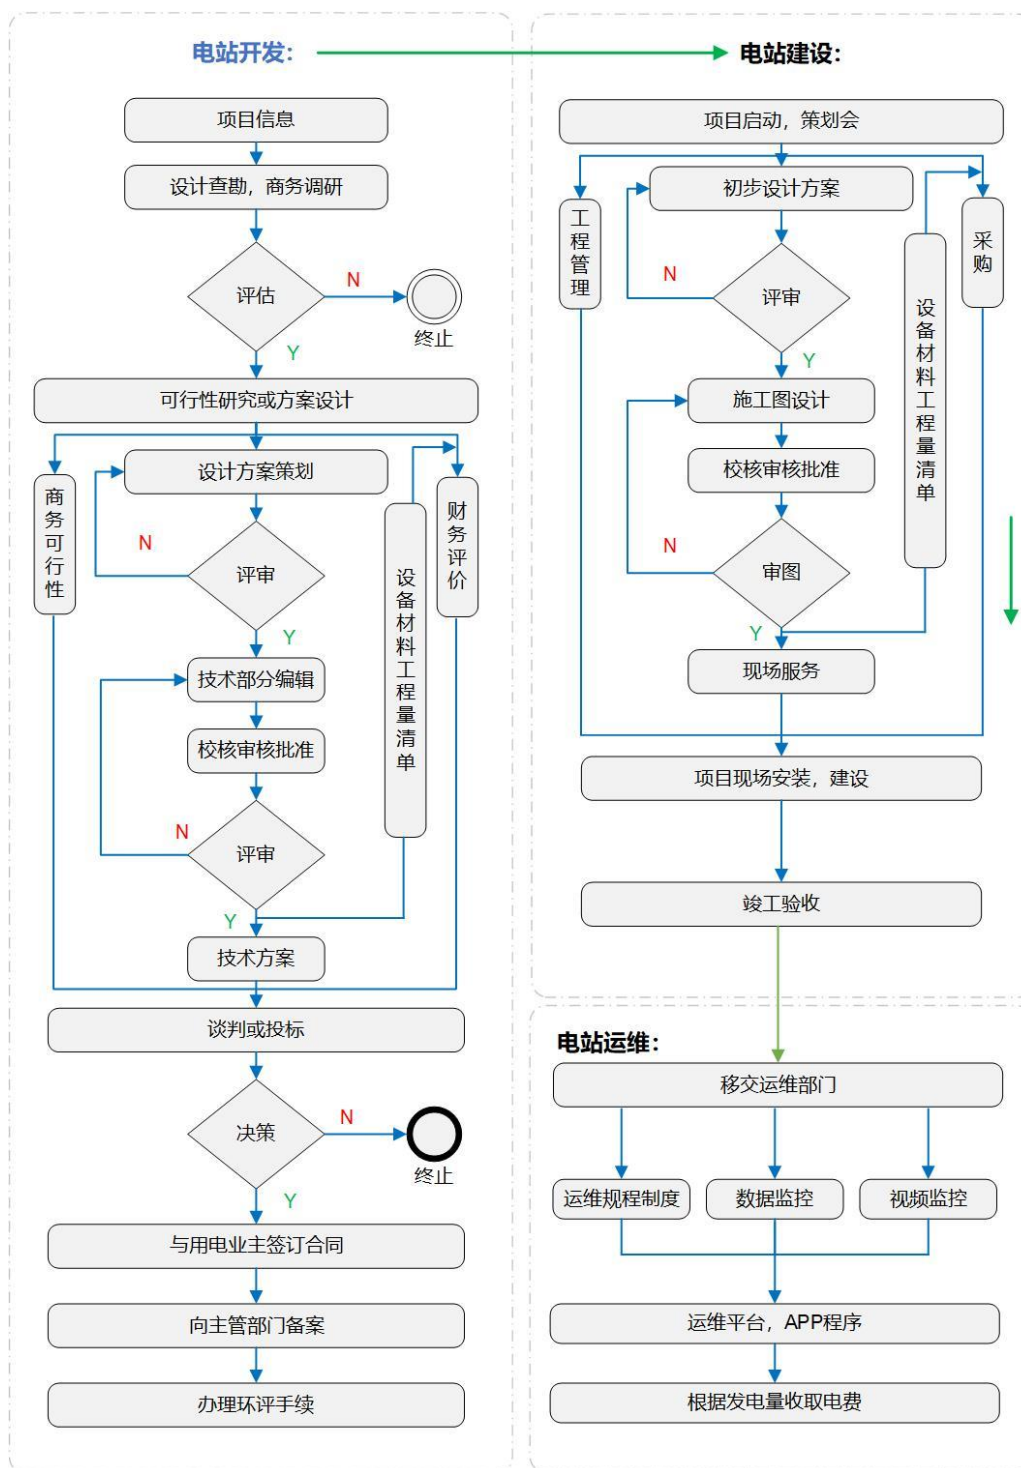 电站开发：
项目信息
设计查勘，商务调研
评估
N
终止
Y
可行性研究或方案设计
商务可行性
设计方案策划
财务评价
N
评审
设备材料工程量清单
Y
技术部分编辑
校核审核批准
N
评审
Y
技术方案
谈判或投标
决策
N
终止
Y
与用电业主签订合同
向主管部门备案
办理环评手续
电站建设：
项目启动，策划会
工程管理
初步设计方案
采购
N
评审
设备材料工程量清单
Y
施工图设计
校核审核批准
N
审图
Y
现场服务
项目现场安装，建设
竣工验收
电站运维：
移交运维部门
运维规程制度
数据监控
视频监控
运维平台，APP程序
根据发电量收取电费